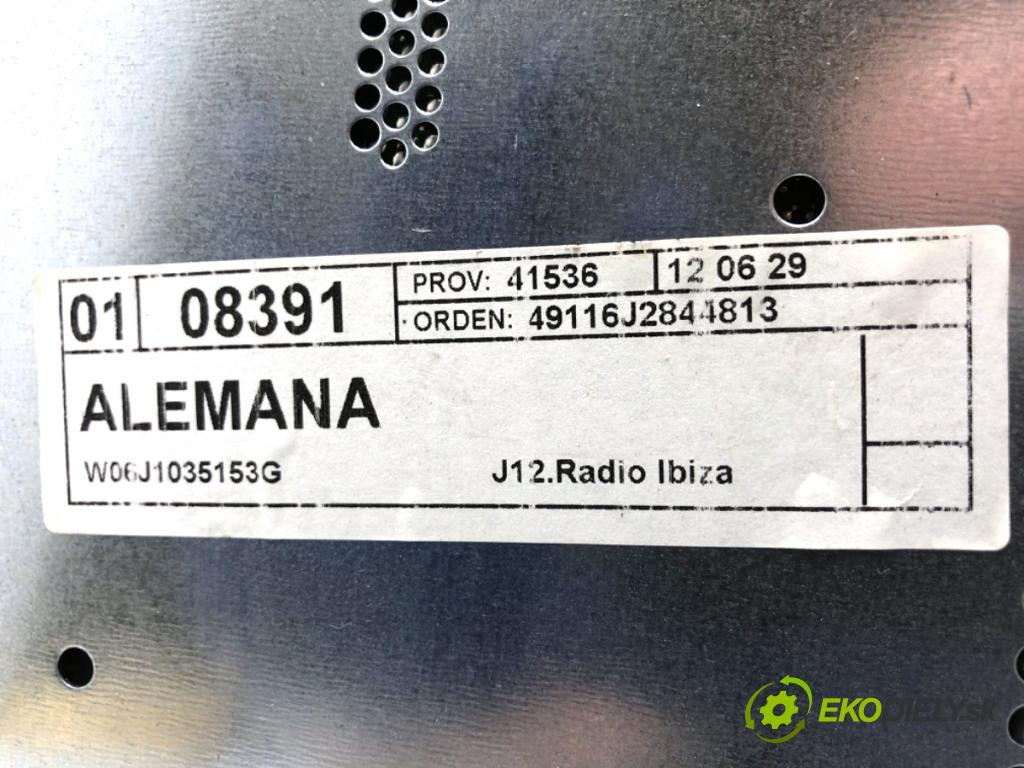 01 08391 PROV: 41536 12 06 29
ORDEN: 49116J2844813
ALEMANA
W06J1035153G J12.Radio Ibiza
EKODIELY.sk